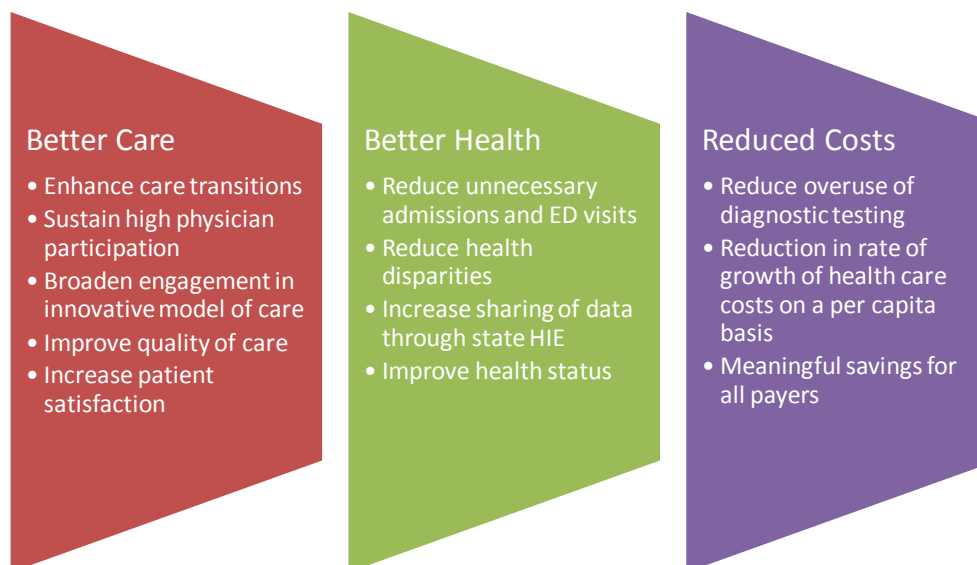 Better Care
• Enhance care transitions
• Sustain high physician
participation
• Broaden engagement in
innovative model of care
• Improve quality of care
• Increase patient
satisfaction
Better Health
• Reduce unnecessary
admissions and ED visits
• Reduce health
disparities
• Increase sharing of data
through state HIE
• Improve health status
Reduced Costs
• Reduce overuse of
diagnostic testing
• Reduction in rate of
growth of health care
costs on a per capita
basis
• Meaningful savings for
all payers